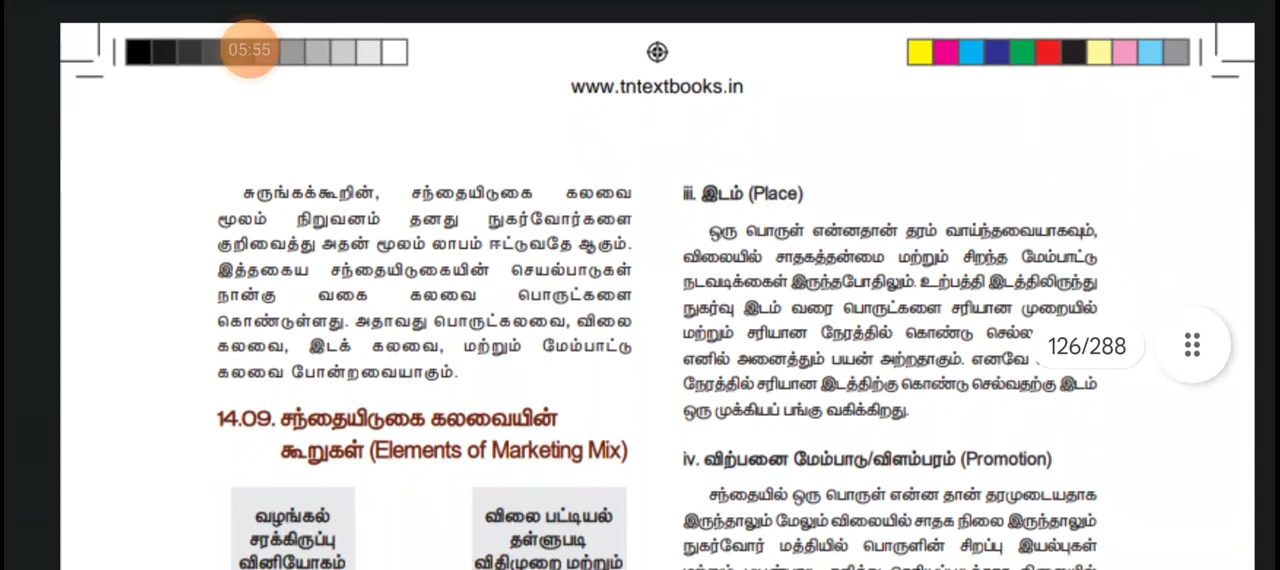 05:55
www.tntextbooks.in
சுருங்கக்கூறின், சந்தையிடுகை கலவை
மூலம் நிறுவனம் தனது நுகர்வோர்களை
குறிவைத்து அதன் மூலம் லாபம் ஈட்டுவதே ஆகும்.
இத்தகைய சந்தையிடுகையின் செயல்பாடுகள்
நான்கு வகை கலவை பொருட்களை
கொண்டுள்ளது. அதாவது பொருட்கலவை, விலை
கலவை, இடக் கலவை, மற்றும் மேம்பாட்டு
கலவை போன்றவையாகும்.
14.09. சந்தையிடுகை கலவையின்
கூறுகள் (Elements of Marketing Mix)
வழங்கல்
சரக்கிருப்பு
வினியோகம்
விலை பட்டியல்
தள்ளுபடி
விதிமுறை மற்றும்
iii. இடம் (Place)
ஒரு பொருள் என்னதான் தரம் வாய்ந்தவையாகவும்,
விலையில் சாதகத்தன்மை மற்றும் சிறந்த மேம்பாட்டு
நடவடிக்கைள் இருந்தபோதிலும். உற்பத்தி இடத்திலிருந்து
நுகர்வு இடம் வரை பொருட்களை சரியான முறையில்
மற்றும் சரியான நேரத்தில் கொண்டு
எனில் அனைத்தும் பயன் அற்றதாகும். எனவே
நேரத்தில் சரியான இடத்திற்கு கொண்டு செல்வதற்கு இடம்
ஒரு முக்கியப் பங்கு வகிக்கிறது.
126/288
iv. விற்பனை மேம்பாடு/விளம்பரம் (Promotion)
சந்தையில் ஒரு பொருள் என்ன தான் தரமுடையதாக
இருந்தாலும் மேலும் விலையில் சாதக நிலை இருந்தாலும்
நுகர்வோர் மத்தியில் பொருளின் சிறப்பு இயல்புகள்